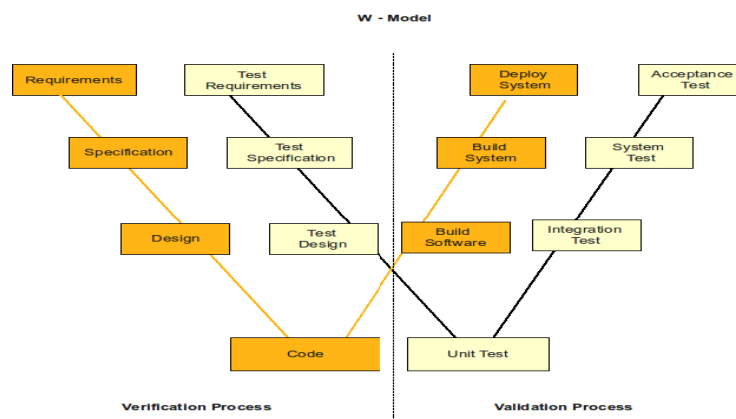 W - Model
Requirements
Test
Requirements
Deploy
System
Acceptance
Test
Specification
Test
Specification
Build
System
System
Test
Design
Test
Design
Build
Software
Integration
Test
Code
Unit Test
Verification Process
Validation Process